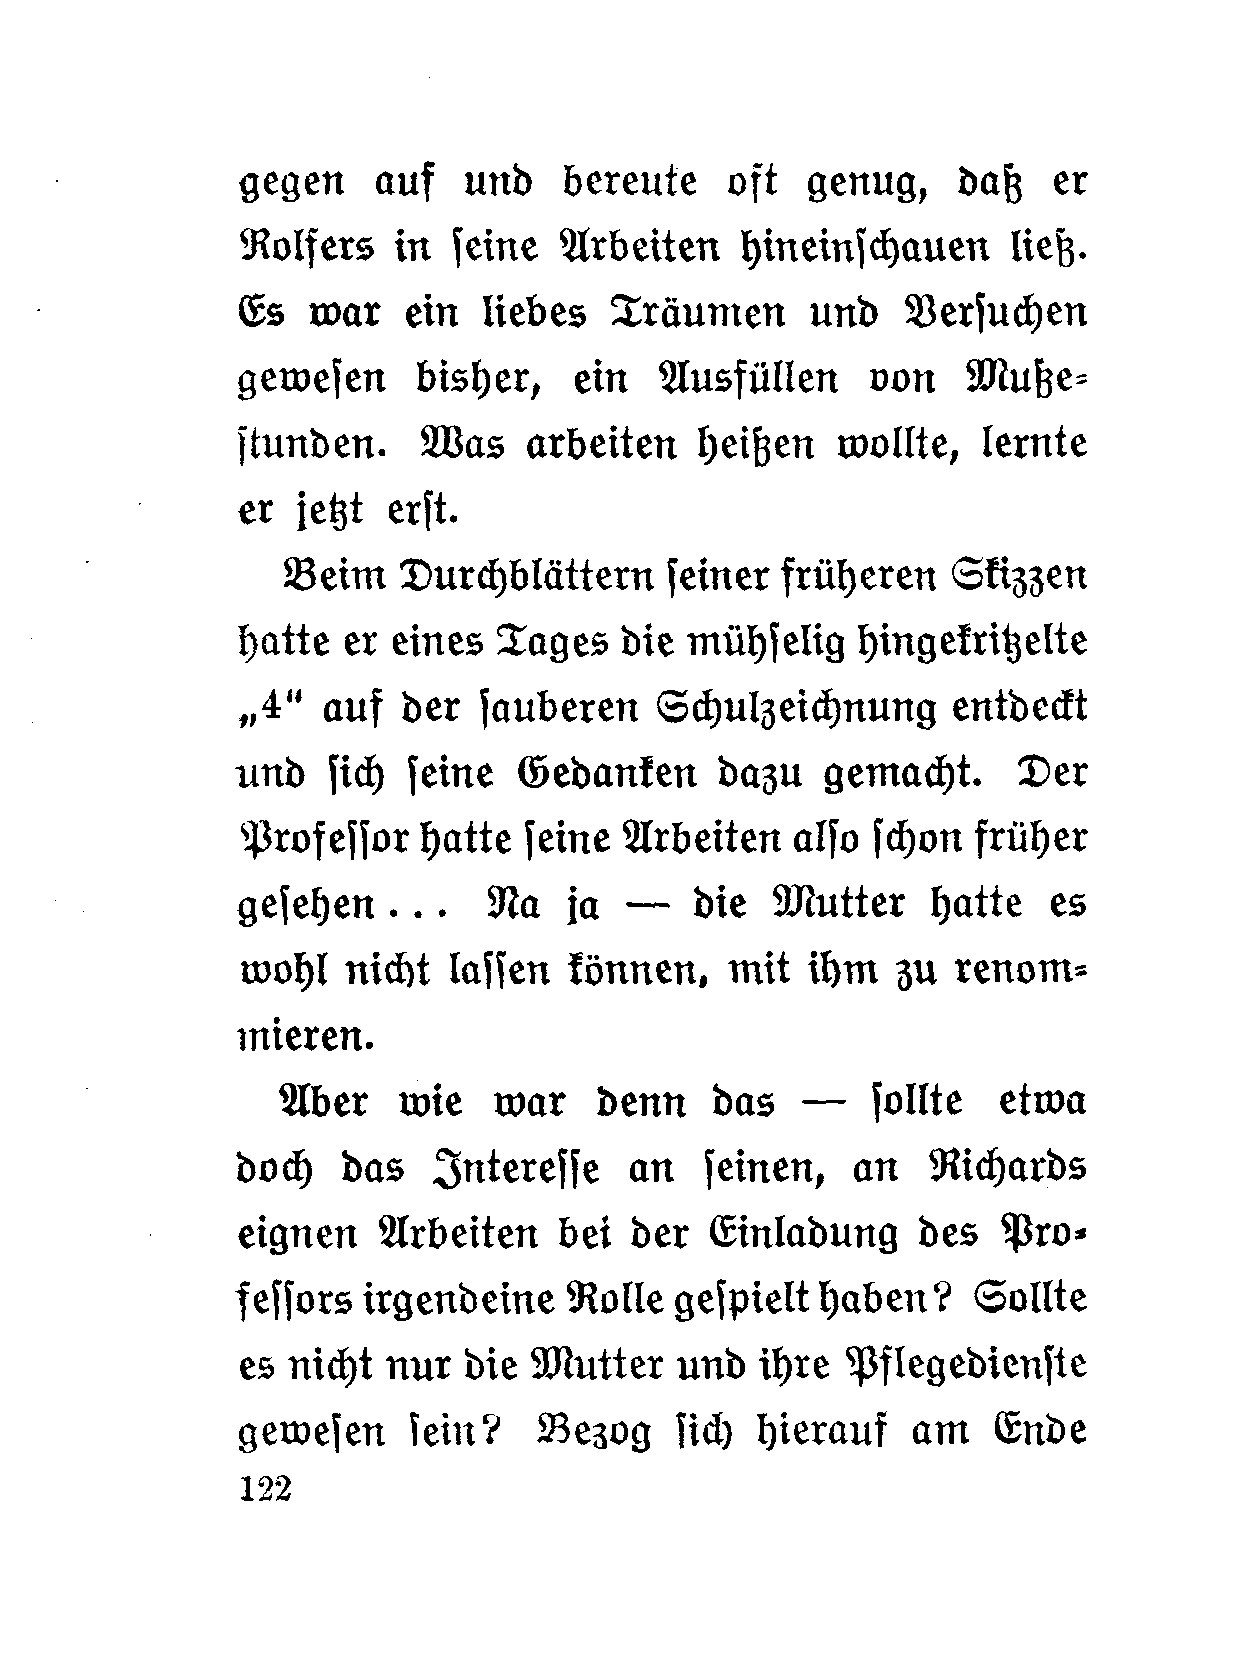 gegen auf und bereute oft genug, daß er
Rolfers in ſeine Arbeiten hineinſchauen ließ.
Es war ein liebes Träumen und Verſuchen
geweſen bisher, ein Ausfüllen von Muße-
ſtunden. Was arbeiten heißen wollte, lernte
er jetzt erſt.
Beim Durchblättern ſeiner früheren Skizzen
hatte er eines Tages die mühſelig hingekritzelte
„4“ auf der ſauberen Schulzeichnung entdeckt
und ſich ſeine Gedanken dazu gemacht. Der
Profeſſor hatte ſeine Arbeiten alſo ſchon früher
geſehen ... Na ja — die Mutter hatte es
wohl nicht laſſen können, mit ihm zu renom-
mieren.
Aber wie war denn das — ſollte etwa
doch das Intereſſe an ſeinen, an Richards
eignen Arbeiten bei der Einladung des Pro-
feſſors irgendeine Rolle geſpielt haben? Sollte
es nicht nur die Mutter und ihre Pflegedienſte
geweſen ſein? Bezog ſich hierauf am Ende
122